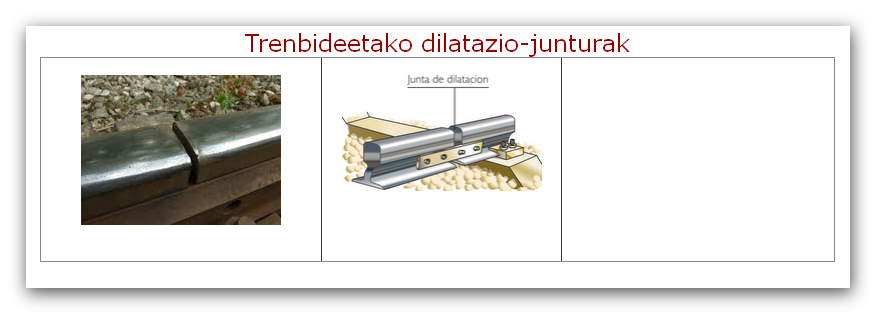 Trenbideetako dilatazio-junturak
Junta de dilatacion